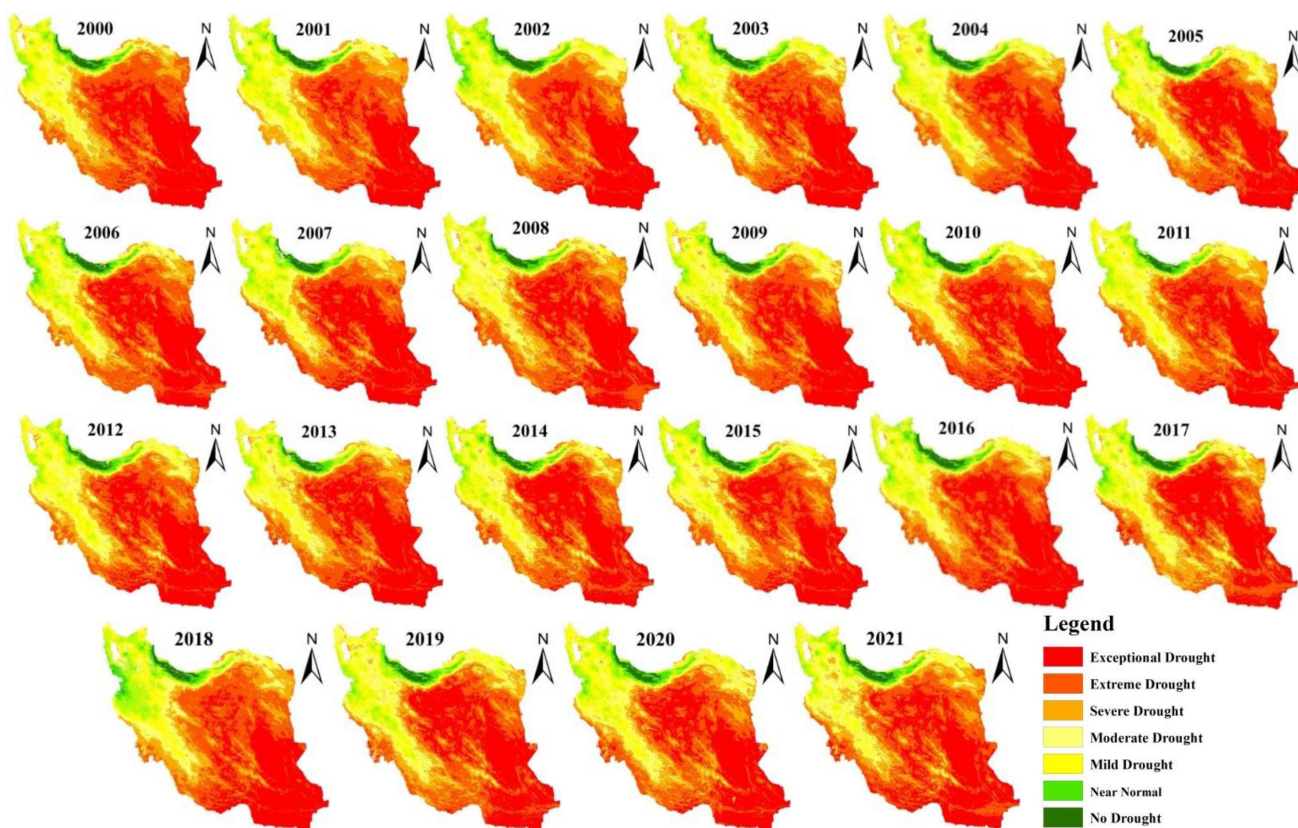 2000 N 2001 N 2002 N 2003 N 2004 N 2005 N
2006 N 2007 N 2008 N 2009 N 2010 N 2011 N
2012 N 2013 N 2014 N 2015 N 2016 N 2017 N
2018 N 2019 N 2020 N 2021 N
Legend
Exceptional Drought
Extreme Drought
Severe Drought
Moderate Drought
Mild Drought
Near Normal
No Drought